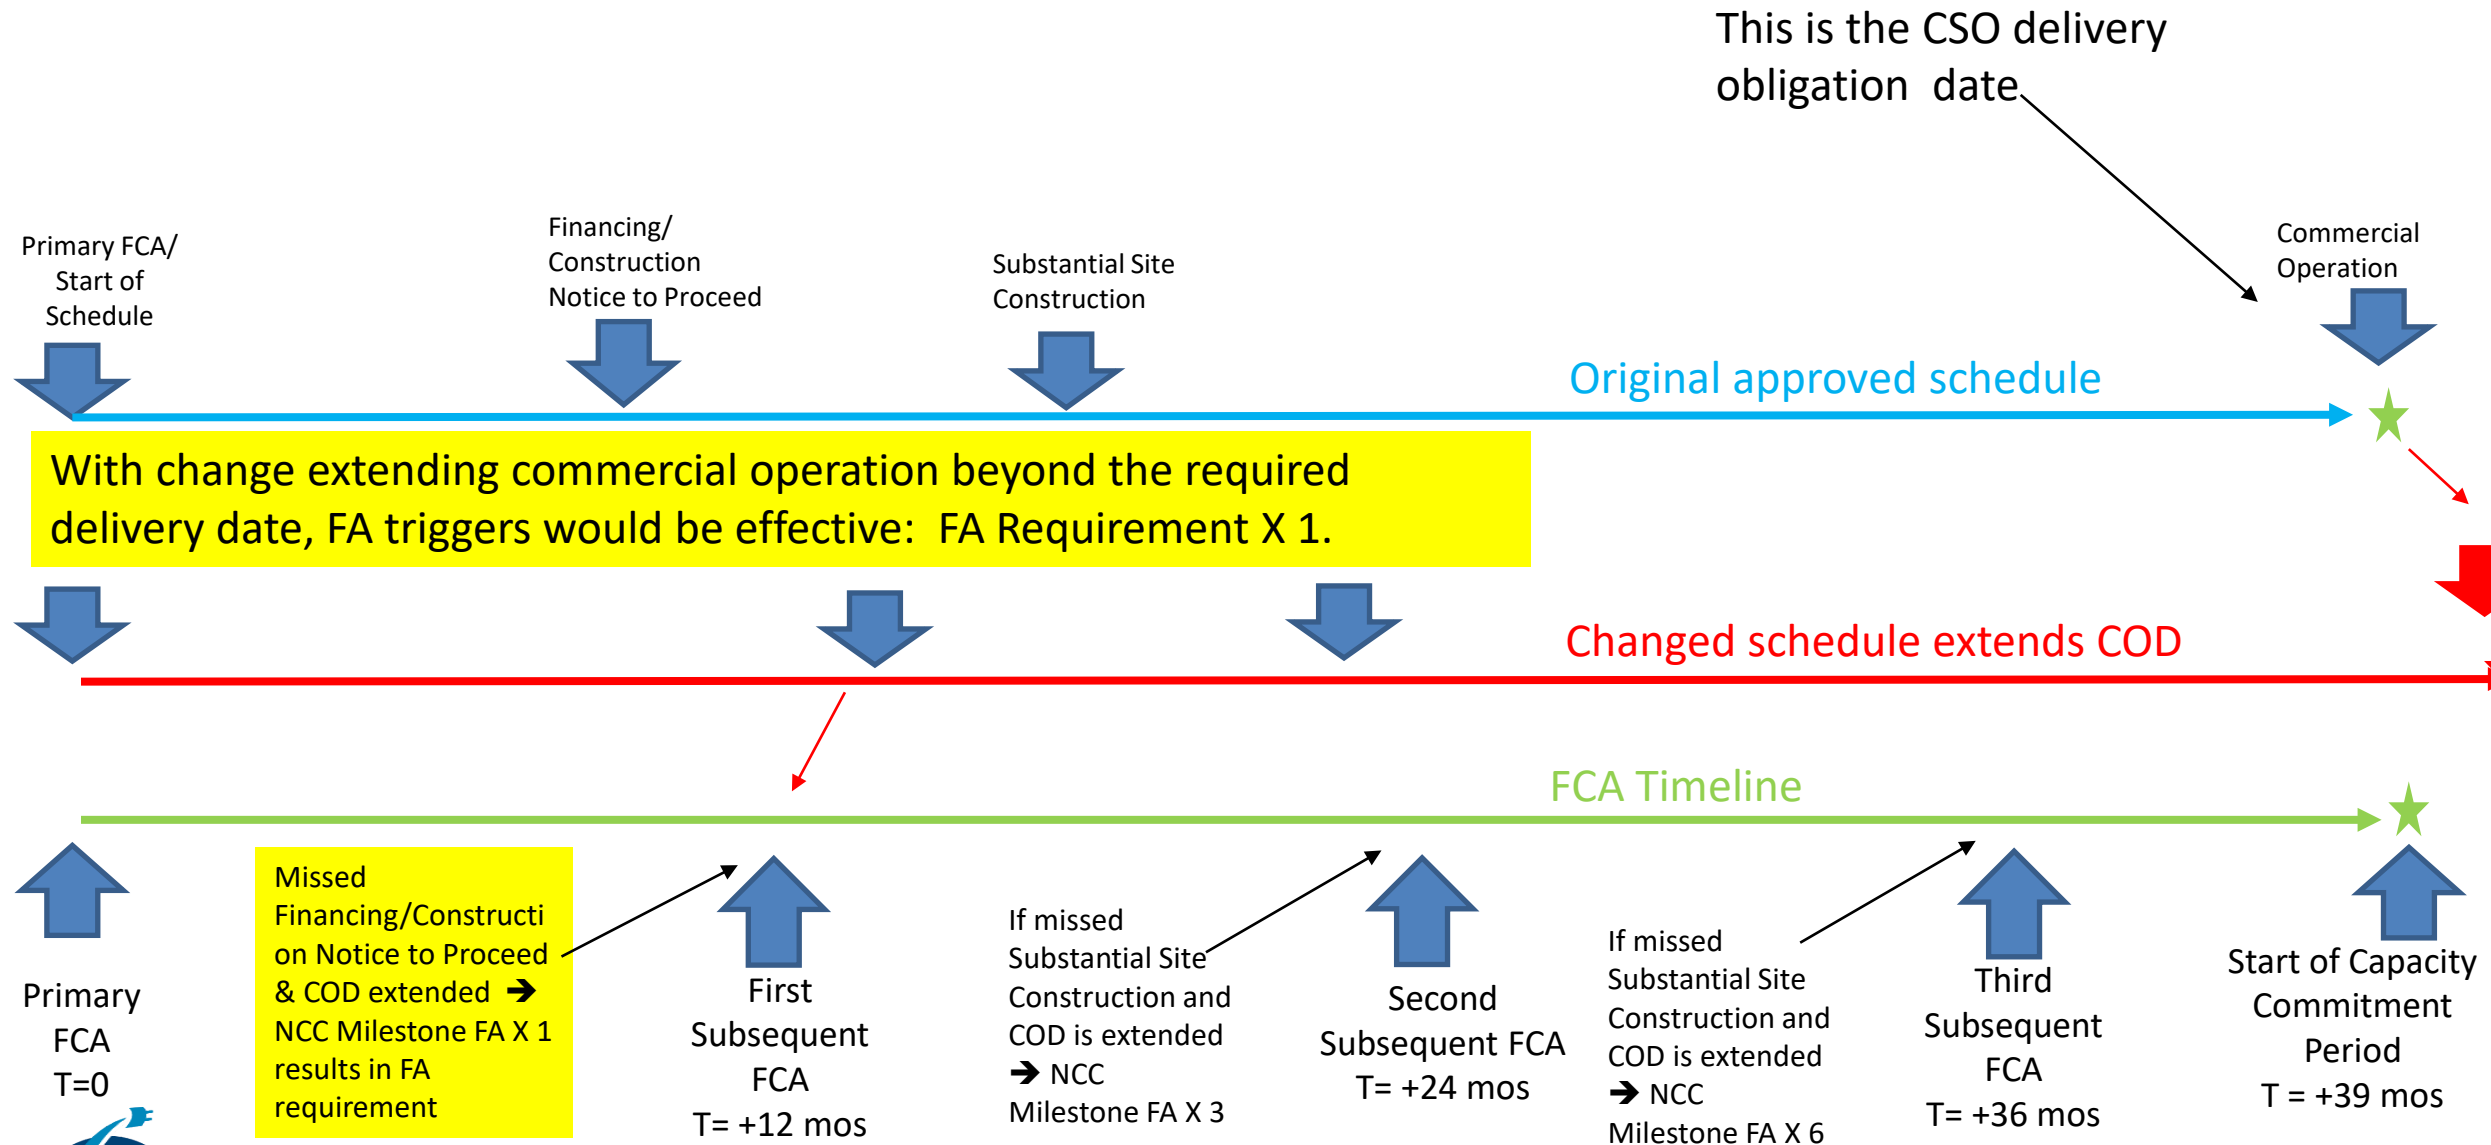 This is the CSO delivery
obligation date
Primary FCA/
Start of
Schedule
Financing/
Construction
Notice to Proceed
Substantial Site
Construction
Commercial
Operation
Original approved schedule
With change extending commercial operation beyond the required
delivery date, FA triggers would be effective: FA Requirement X 1.
Changed schedule extends COD
FCA Timeline
Primary
FCA
T=0
Missed
Financing/Constructi
on Notice to Proceed
& COD extended ➔
NCC Milestone FA X 1
results in FA
requirement
First
Subsequent
FCA
T= +12 mos
If missed
Substantial Site
Construction and
COD is extended
➔ NCC
Milestone FA X 3
Second
Subsequent FCA
T= +24 mos
If missed
Substantial Site
Construction and
COD is extended
➔ NCC
Milestone FA X 6
Third
Subsequent
FCA
T= +36 mos
Start of Capacity
Commitment
Period
T = +39 mos